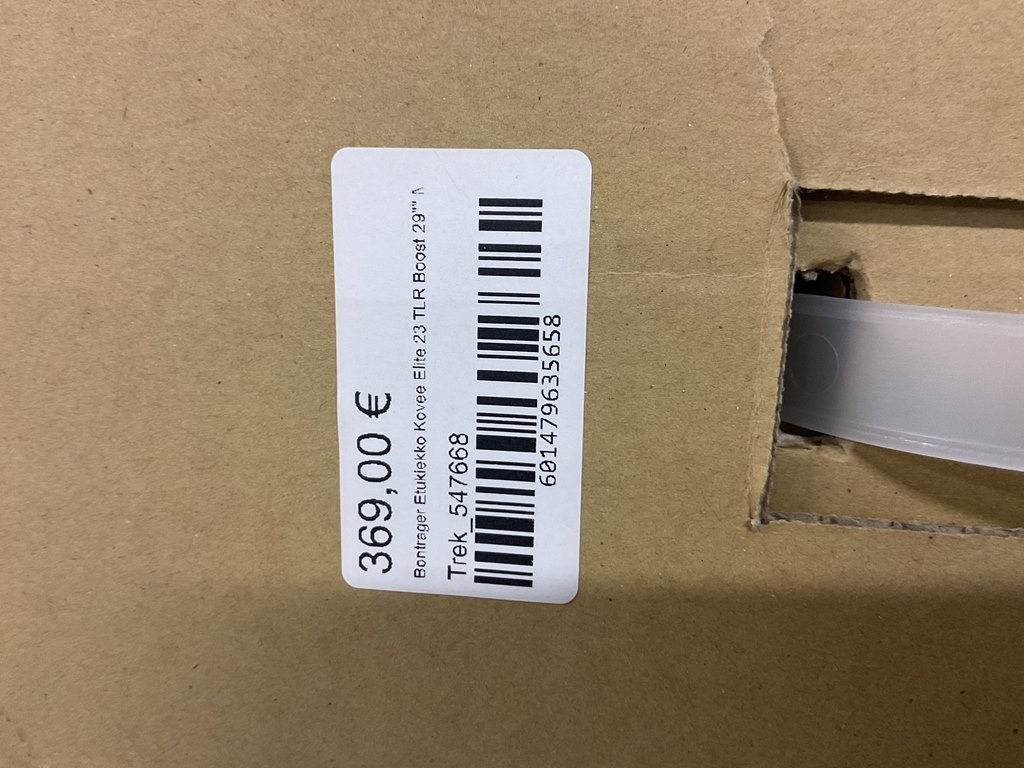 369,00 €
Bontrager Etukiekko Kovee Elite 23 TLR Boost 29""
Trek_547668
601479635658